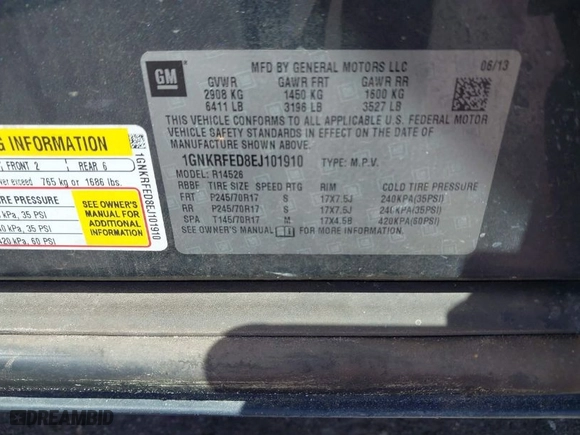 GM
MFD BY GENERAL MOTORS LLC 06/13
GVWR GAWR FRT GAWR RR
2908 KG 1450 KG 1600 KG
6411 LB 3196 LB 3527 LB
THIS VEHICLE CONFORMS TO ALL APPLICABLE U.S. FEDERAL MOTOR
VEHICLE SAFETY STANDARDS IN EFFECT ON THE DATE OF
MANUFACTURE SHOWN ABOVE.
1GNKRFED8EJ101910 TYPE: M.P.V.
MODEL: R14526
RBBF TIRE SIZE SPEED RTG RIM COLD TIRE PRESSURE
FRT P245/70R17 S 17X7.5J 240KPA(35PSI)
RR P245/70R17 S 17X7.5J 240KPA(35PSI)
SPA T145/70R17 M 17X4.5B 420KPA(60PSI)
SEE OWNER'S MANUAL FOR MORE INFORMATION
G INFORMATION
FRONT 2 REAR 6
exceed 765 kg or 1686 lbs.
RE PRESSURE
kPa, 35 PSI
kPa, 35 PSI
420 kPa, 60 PSI
SEE OWNER'S
MANUAL FOR
ADDITIONAL
INFORMATION
1GNKRFED8EJ101910
DREAMBID